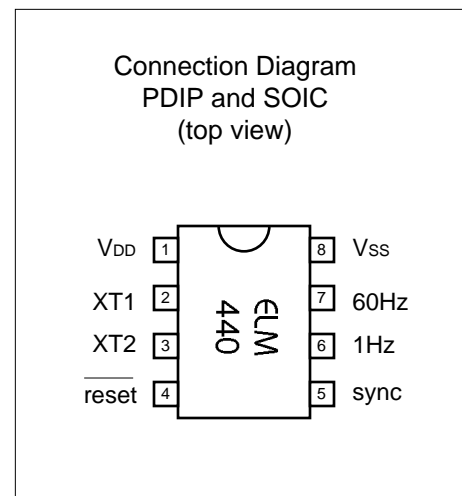 Connection Diagram
PDIP and SOIC
(top view)
VDD 1 8 VSS
XT1 2 7 60Hz
XT2 3 6 1Hz
reset 4 5 sync
ELM
440